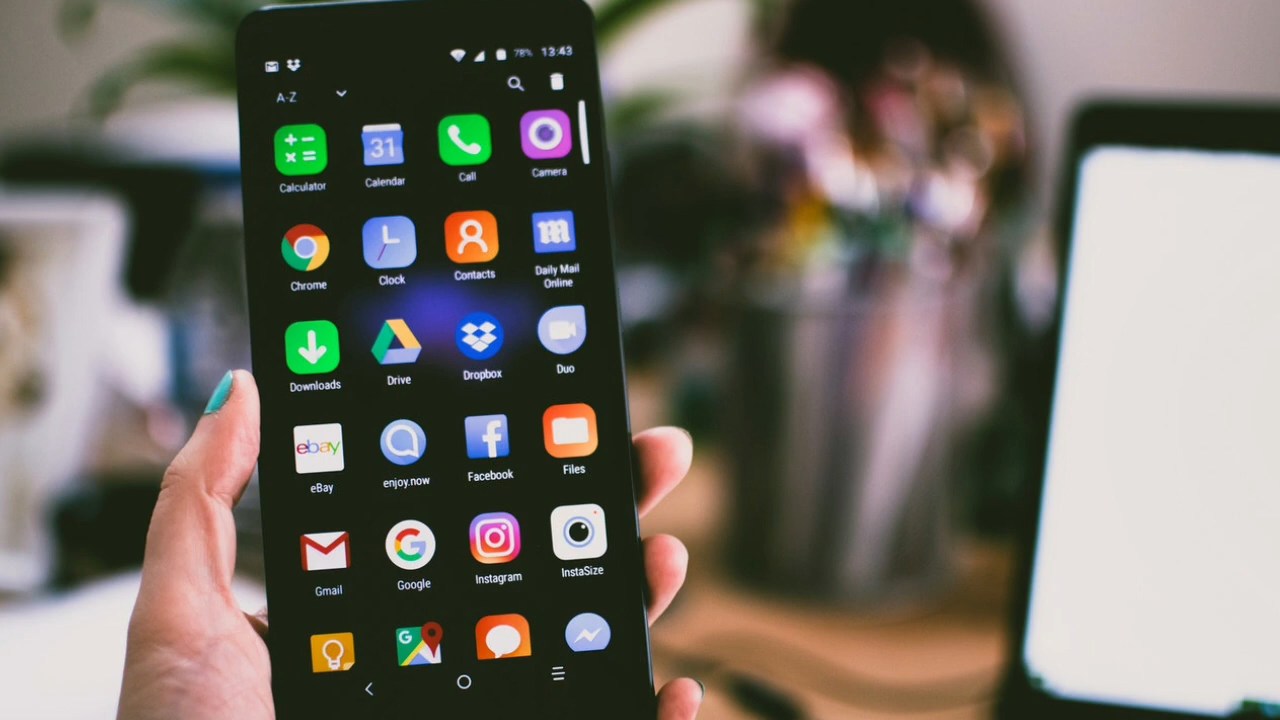 78% 13:43
A-Z
31
Calculator Calendar Call Camera
Chrome Clock Contacts Daily Mail
Online
Downloads Drive Dropbox Duo
ebay
f
eBay enjoy.now Facebook Files
M G
Gmail Google Instagram InstaSize
G